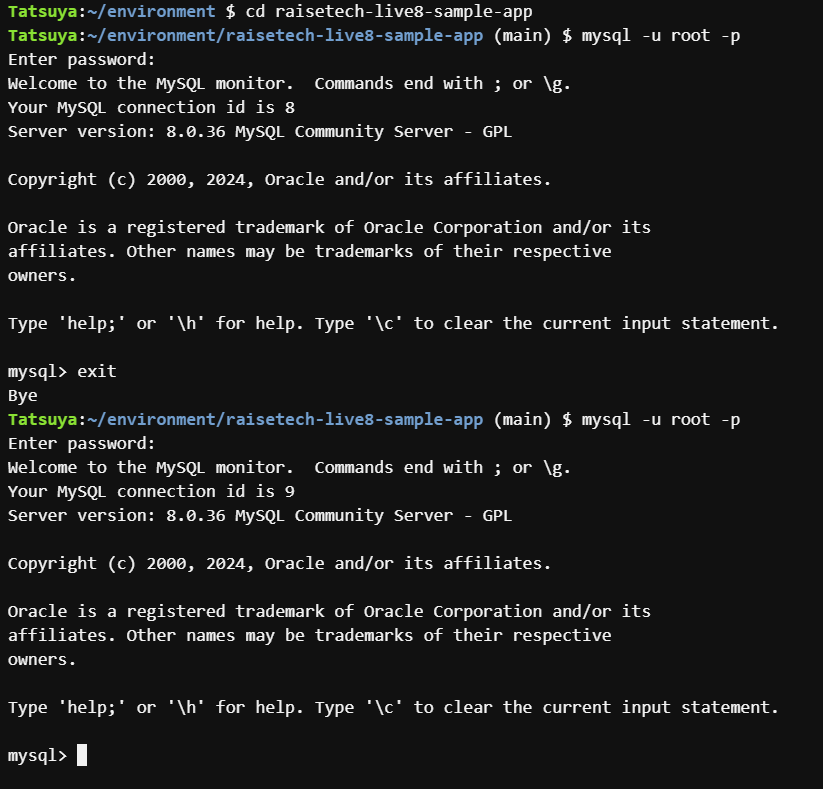 Tatsuya:~/environment $ cd raisetech-live8-sample-app
Tatsuya:~/environment/raisetech-live8-sample-app (main) $ mysql -u root -p
Enter password:
Welcome to the MySQL monitor.  Commands end with ; or \g.
Your MySQL connection id is 8
Server version: 8.0.36 MySQL Community Server - GPL
Copyright (c) 2000, 2024, Oracle and/or its affiliates.
Oracle is a registered trademark of Oracle Corporation and/or its
affiliates. Other names may be trademarks of their respective
owners.
Type 'help;' or '\h' for help. Type '\c' to clear the current input statement.
mysql> exit
Bye
Tatsuya:~/environment/raisetech-live8-sample-app (main) $ mysql -u root -p
Enter password:
Welcome to the MySQL monitor.  Commands end with ; or \g.
Your MySQL connection id is 9
Server version: 8.0.36 MySQL Community Server - GPL
Copyright (c) 2000, 2024, Oracle and/or its affiliates.
Oracle is a registered trademark of Oracle Corporation and/or its
affiliates. Other names may be trademarks of their respective
owners.
Type 'help;' or '\h' for help. Type '\c' to clear the current input statement.
mysql>